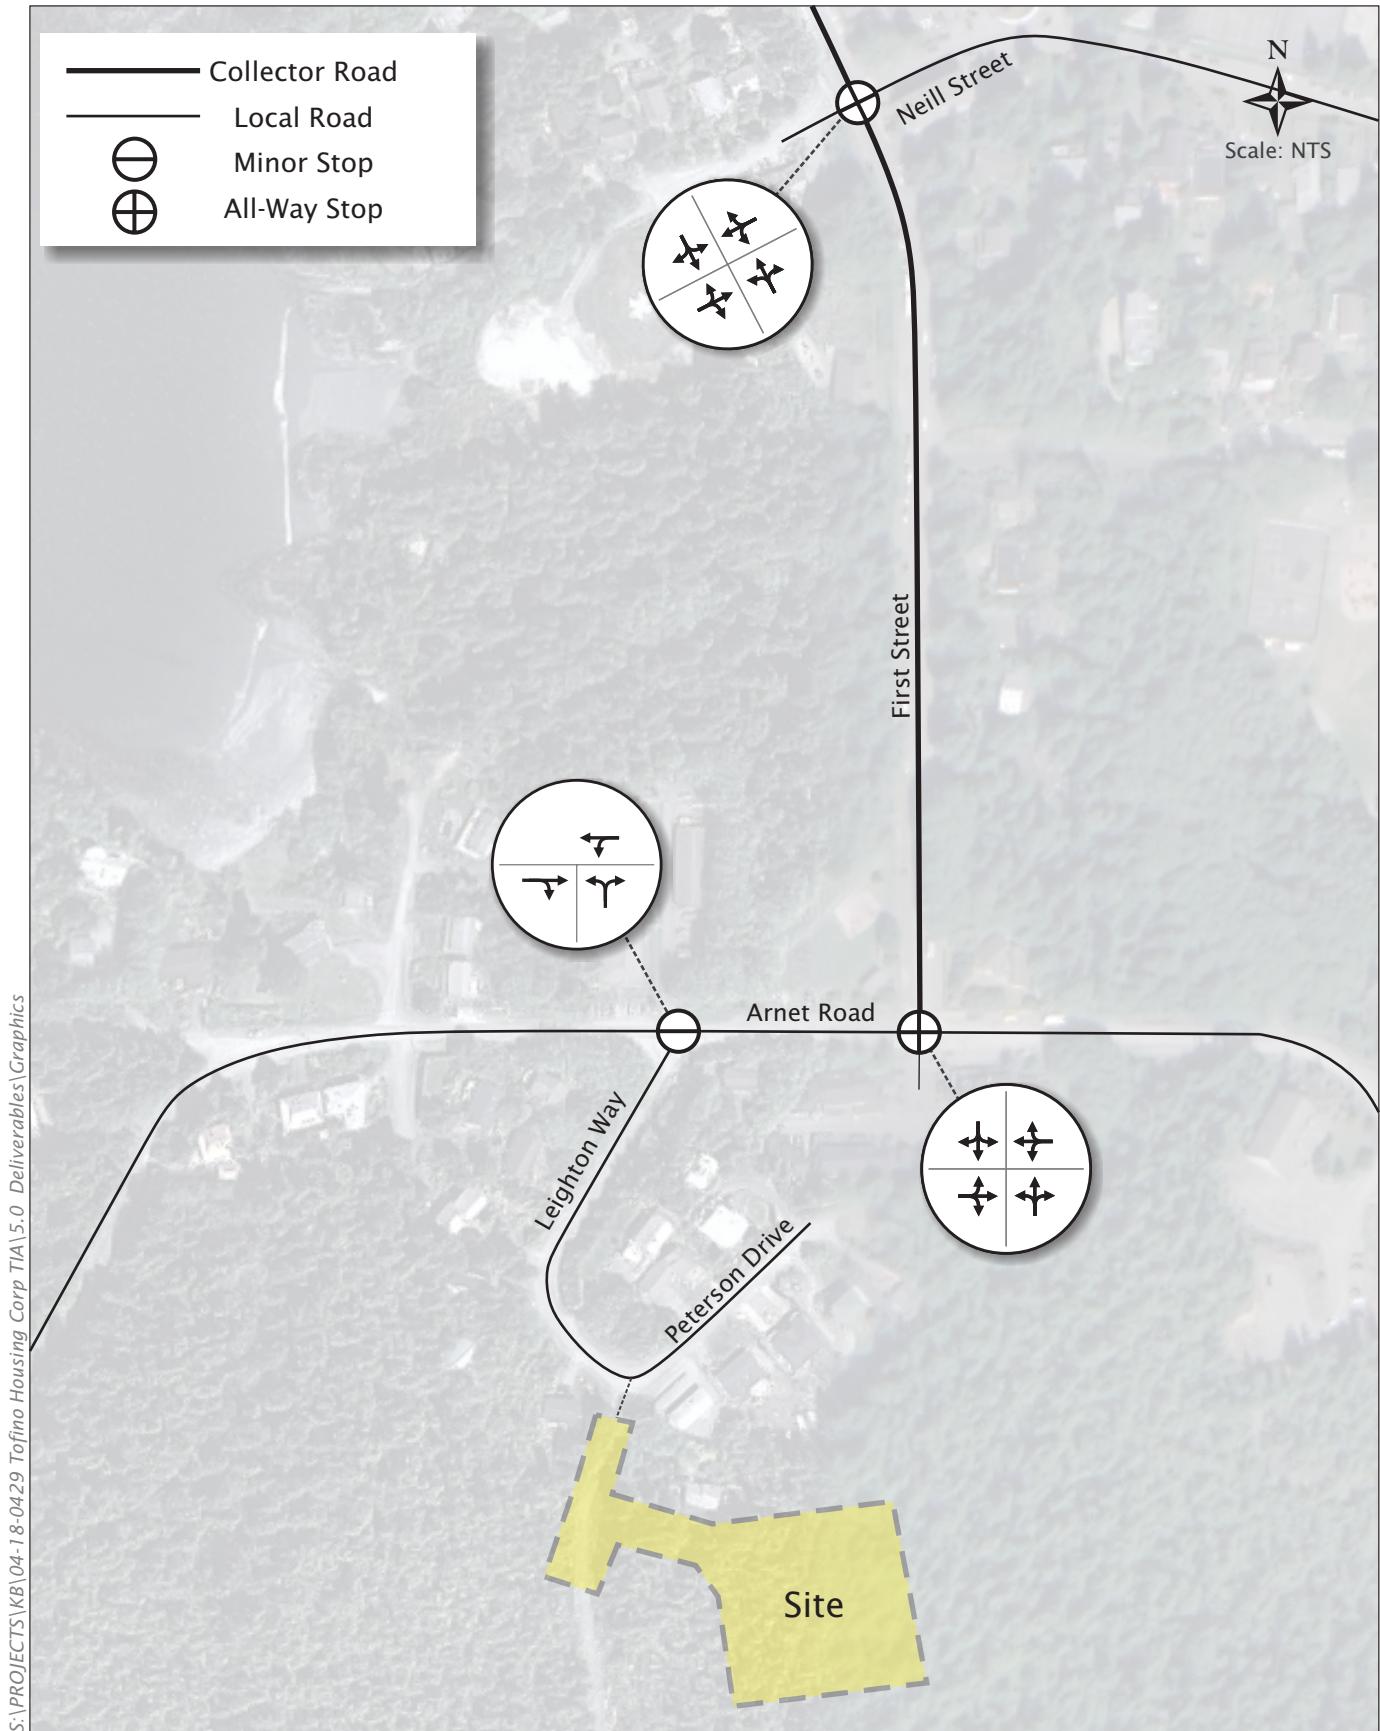 Collector Road
Local Road
Minor Stop
All-Way Stop
Neill Street
N
Scale: NTS
First Street
Arnet Road
Leighton Way
Peterson Drive
Site
S:\PROJECTS\KB\04-18-0429 Tofino Housing Corp TIA\5.0 Deliverables\Graphics